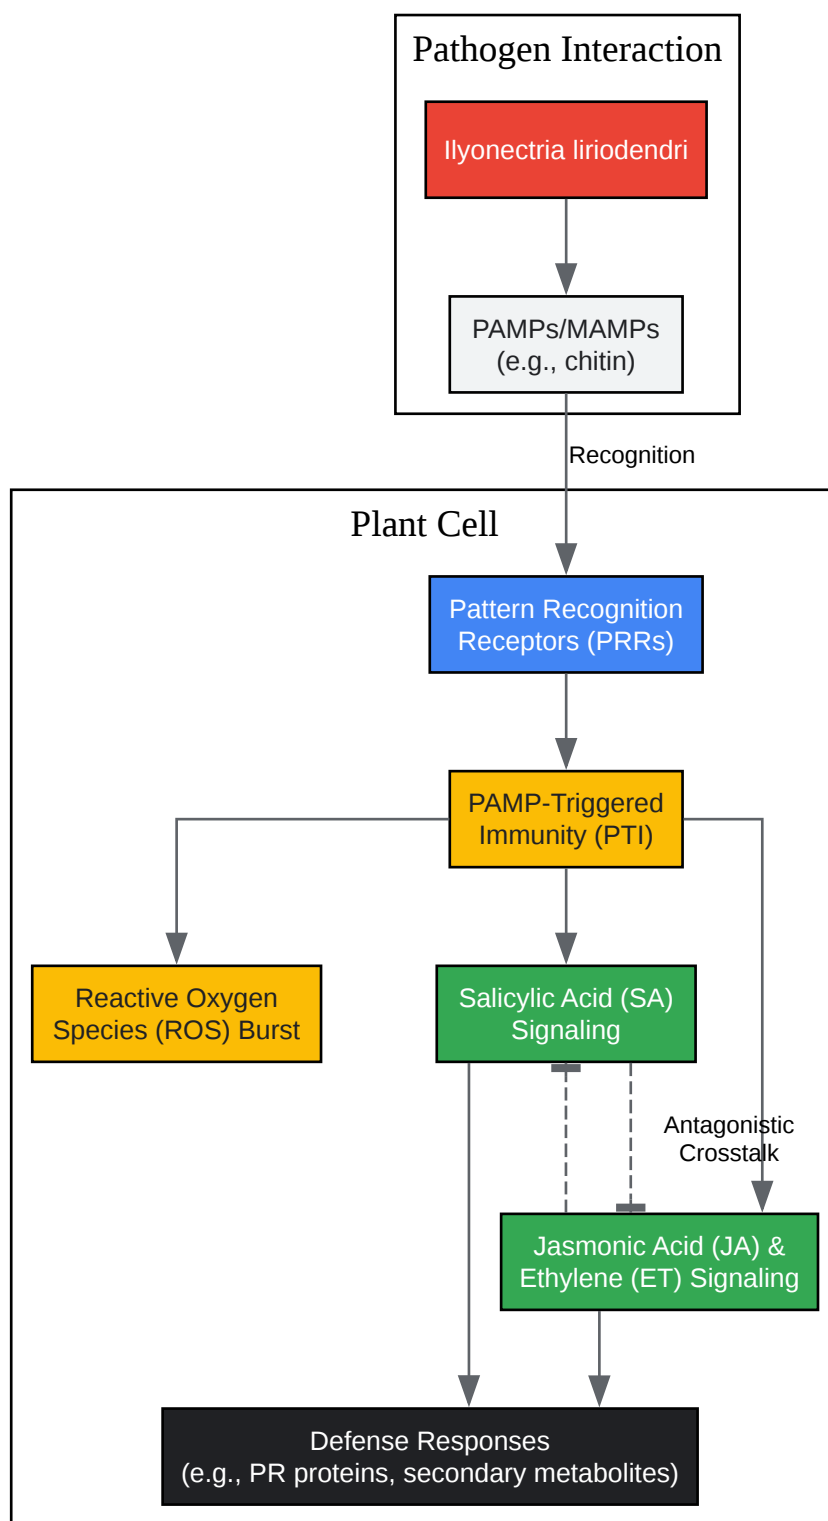 Pathogen Interaction
Ilyonectria liriodendri
PAMPs/MAMPs
(e.g., chitin)
Recognition
Plant Cell
Pattern Recognition
Receptors (PRRs)
PAMP-Triggered
Immunity (PTI)
Reactive Oxygen
Species (ROS) Burst
Salicylic Acid (SA)
Signaling
Antagonistic
Crosstalk
Jasmonic Acid (JA) &
Ethylene (ET) Signaling
Defense Responses
(e.g., PR proteins, secondary metabolites)